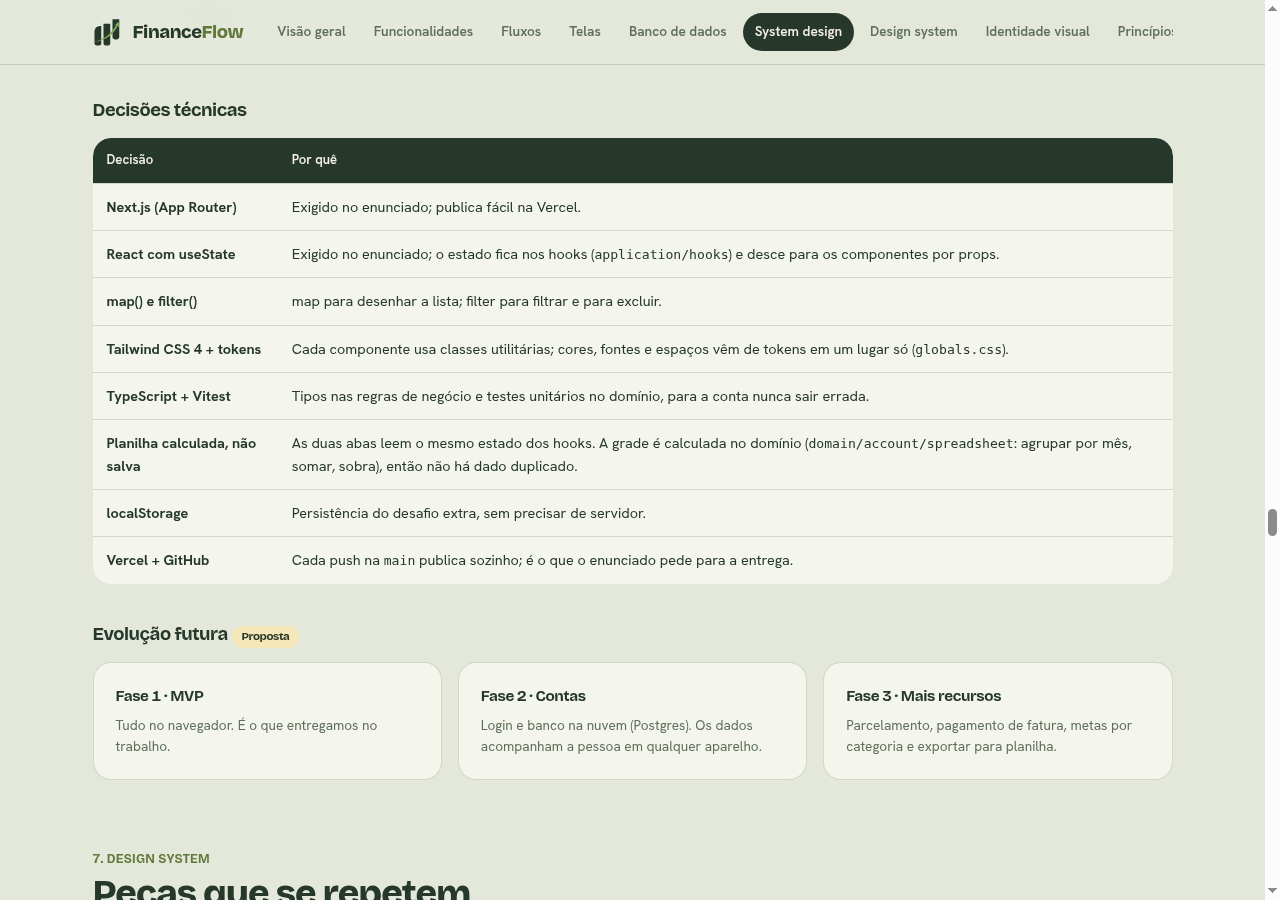 FinanceFlow Visão geral Funcionalidades Fluxos Telas Banco de dados System design Design system Identidade visual Princípios
Decisões técnicas
Decisão Por quê
Next.js (App Router) Exigido no enunciado; publica fácil na Vercel.
React com useState Exigido no enunciado; o estado fica nos hooks (application/hooks) e desce para os componentes por props.
map() e filter() map para desenhar a lista; filter para filtrar e para excluir.
Tailwind CSS 4 + tokens Cada componente usa classes utilitárias; cores, fontes e espaços vêm de tokens em um lugar só (globals.css).
TypeScript + Vitest Tipos nas regras de negócio e testes unitários no domínio, para a conta nunca sair errada.
Planilha calculada, não As duas abas leem o mesmo estado dos hooks. A grade é calculada no domínio (domain/account/spreadsheet: agrupar por mês,
salva somar, sobra), então não há dado duplicado.
localStorage Persistência do desafio extra, sem precisar de servidor.
Vercel + GitHub Cada push na main publica sozinho; é o que o enunciado pede para a entrega.
Evolução futura Proposta
Fase 1 · MVP
Tudo no navegador. É o que entregamos no
trabalho.
Fase 2 · Contas
Login e banco na nuvem (Postgres). Os dados
acompanham a pessoa em qualquer aparelho.
Fase 3 · Mais recursos
Parcelamento, pagamento de fatura, metas por
categoria e exportar para planilha.
7. DESIGN SYSTEM
Peças que se repetem